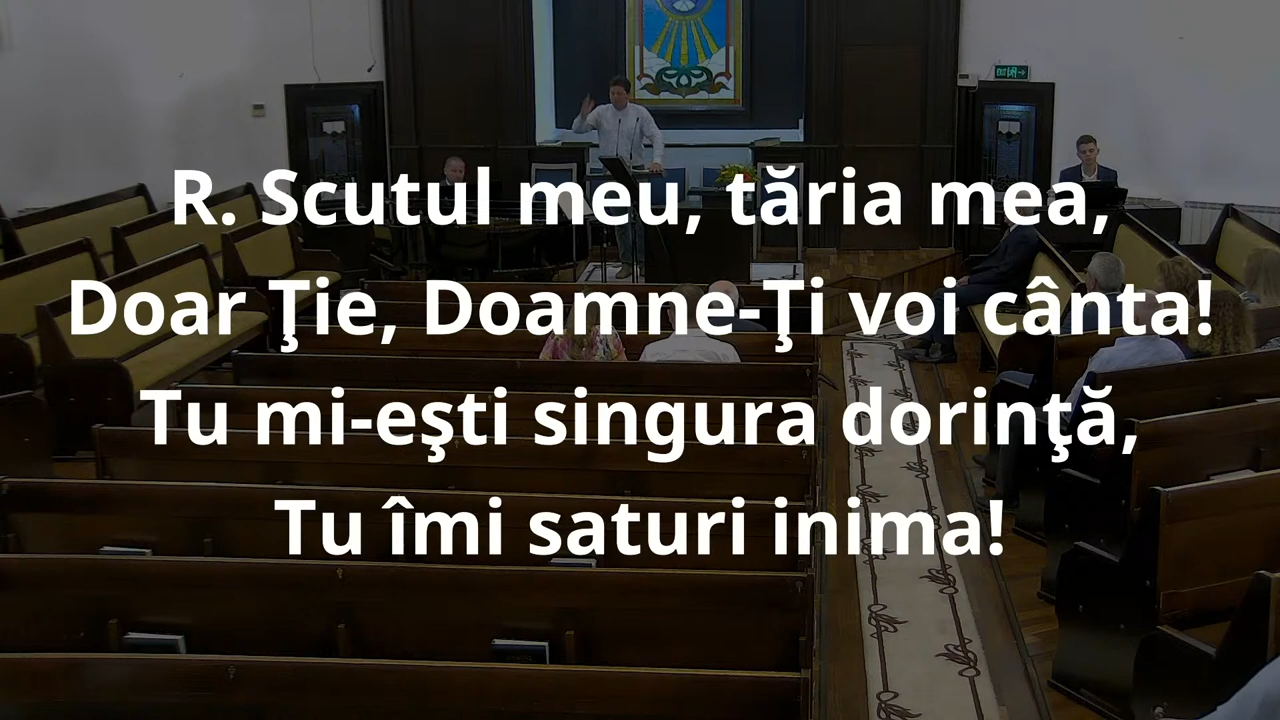 R. Scutul meu, tăria mea,
Doar Ţie, Doamne-Ţi voi cânta!
Tu mi-eşti singura dorinţă,
Tu îmi saturi inima!